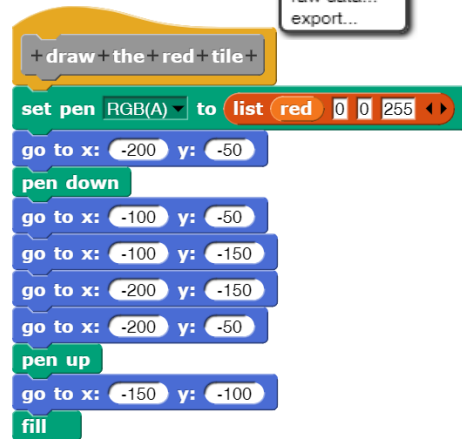 export...
+draw+the+red+tile+
set pen RGB(A) to list red 0 0 255
go to x: -200 y: -50
pen down
go to x: -100 y: -50
go to x: -100 y: -150
go to x: -200 y: -150
go to x: -200 y: -50
pen up
go to x: -150 y: -100
fill